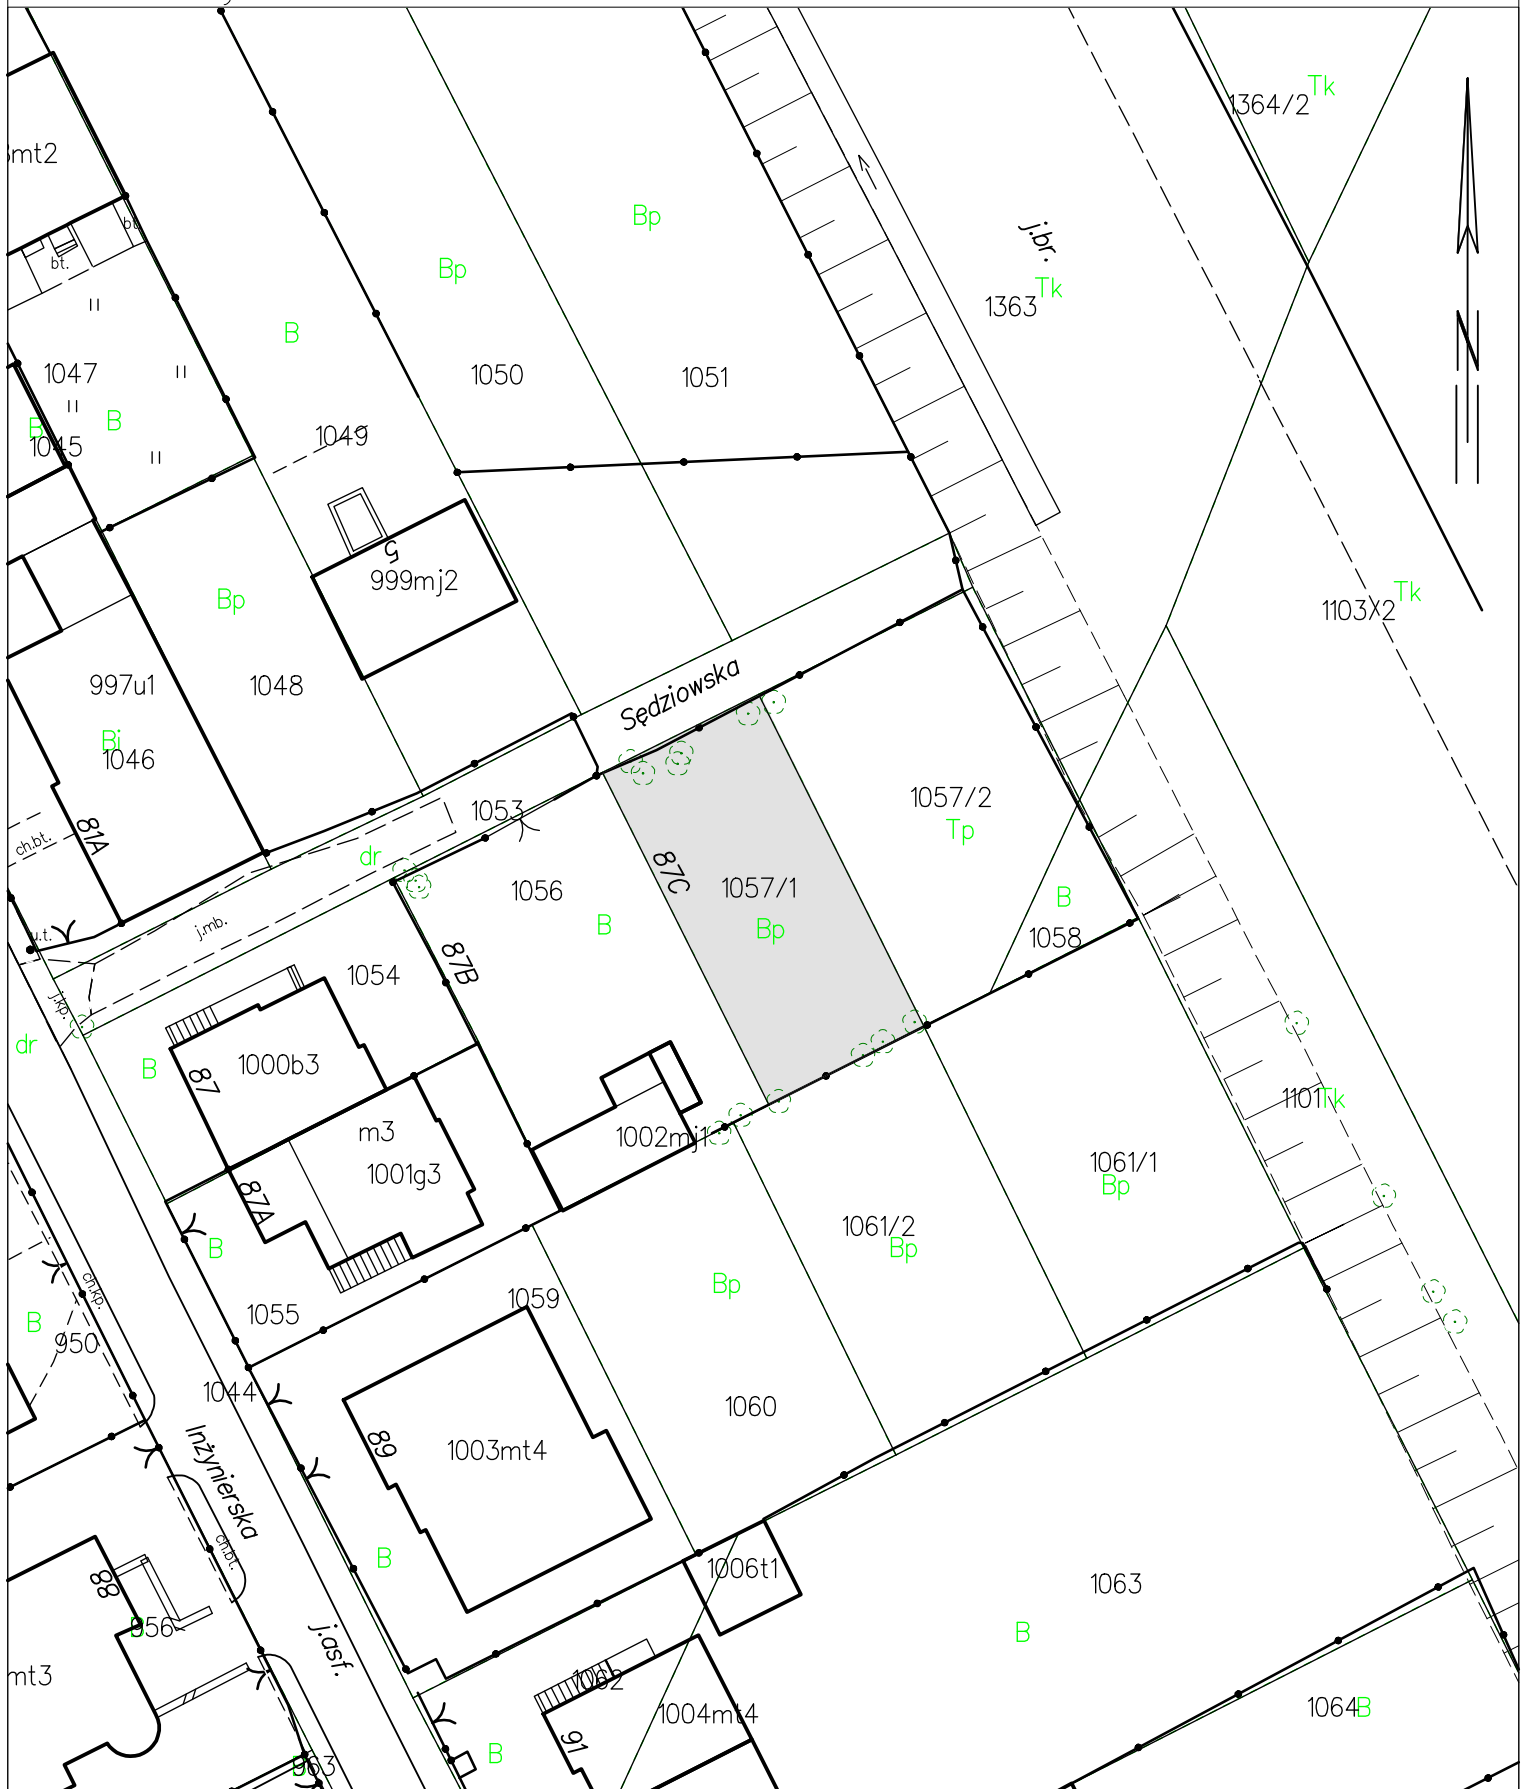 Tk
1364/2
bt.
Bp
j.br.
bt.
Bp
Tk
1363
B
N
1047
1050
1051
B
B
1045
1049
5
999mj2
Bp
Tk
1103/2
997u1
1048
Sędziowska
Bi
1046
1053
1057/2
Tp
81A
ch.bt.
dr
87C
1056
1057/1
B
B
Bp
j.mb.
u.t.
1058
87B
1054
j.kp.
dr
B
87
1000b3
1101
Tk
m3
1002mj1
1001g3
1061/1
Bp
87A
1061/2
B
Bp
ch.kp.
Bp
1055
1059
B
950
1044
1060
89
1003mt4
Inżynierska
ch.bt.
B
88
1006t1
1063
B
956
B
j.asf.
mt3
1062
1064
B
1004mt4
91
B
963